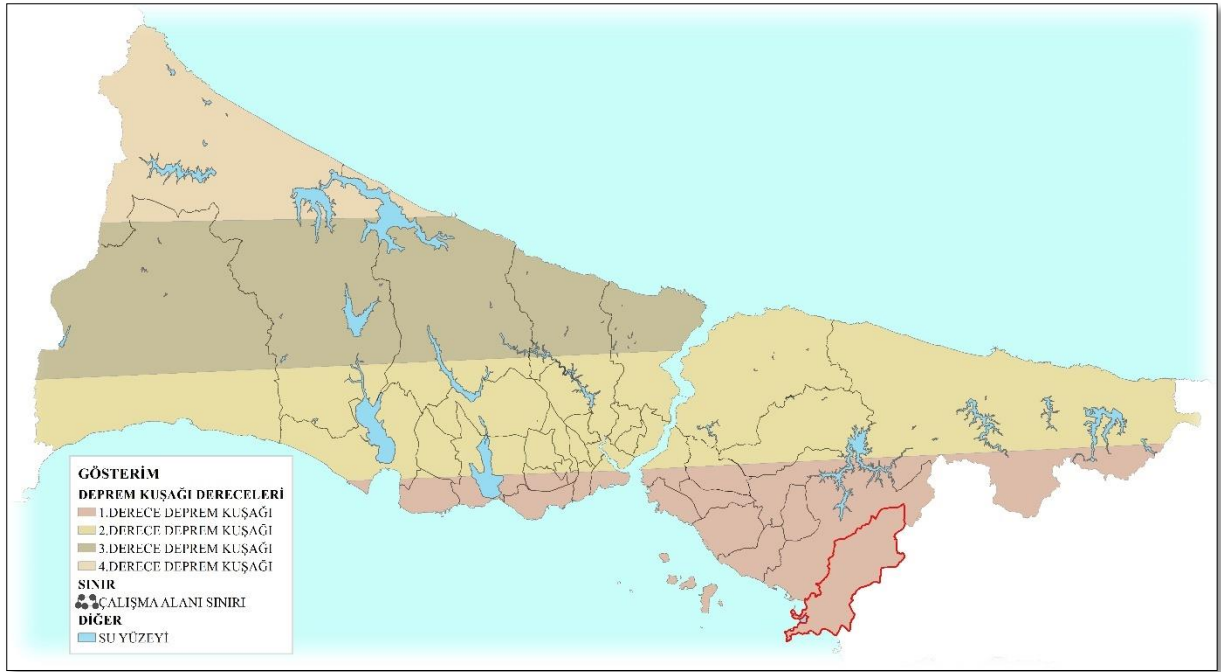 GÖSTERİM
DEPREM KUŞAĞI DERECELERİ
1.DERECE DEPREM KUŞAĞI
2.DERECE DEPREM KUŞAĞI
3.DERECE DEPREM KUŞAĞI
4.DERECE DEPREM KUŞAĞI
SINIR
ÇALIŞMA ALANI SINIRI
DİĞER
SU YÜZEYİ